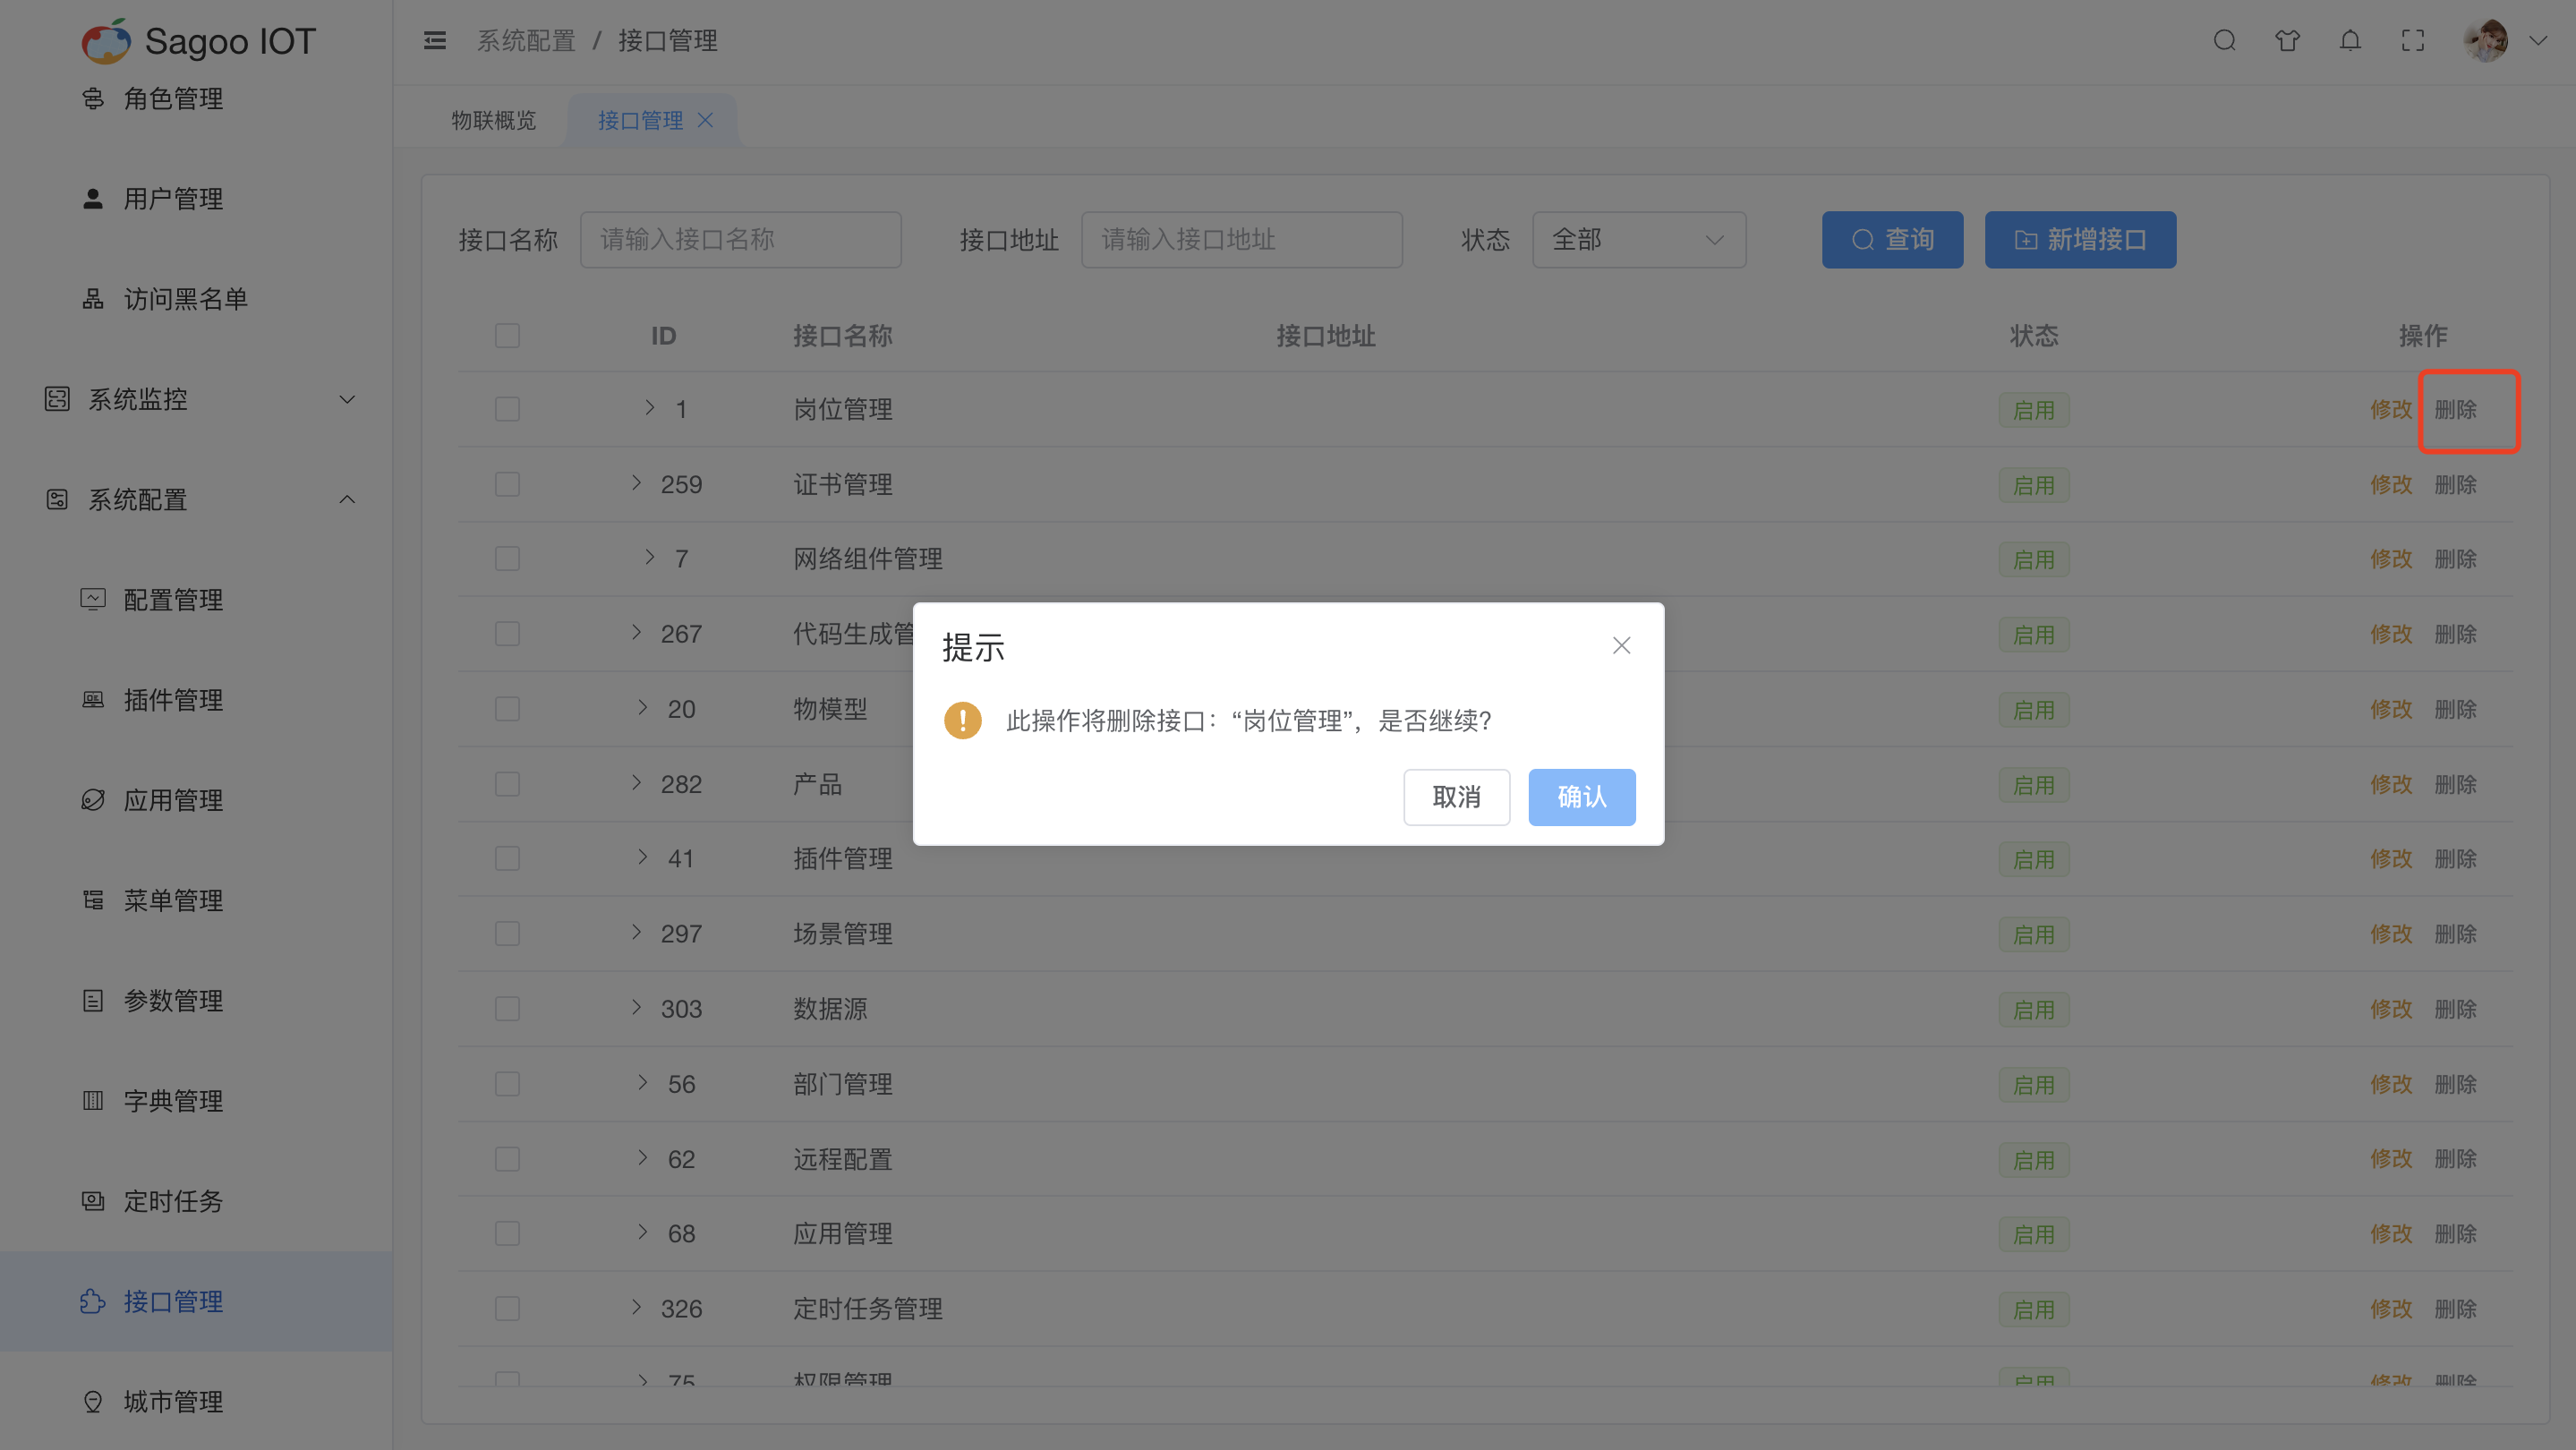 Sagoo IOT
角色管理
用户管理
访问黑名单
系统监控
系统配置
配置管理
插件管理
应用管理
菜单管理
参数管理
字典管理
定时任务
接口管理
城市管理
系统配置 / 接口管理
物联概览 接口管理
接口名称 请输入接口名称 接口地址 请输入接口地址 状态 全部 查询 新增接口
ID 接口名称 接口地址 状态 操作
1 岗位管理 启用 修改 删除
259 证书管理 启用 修改 删除
7 网络组件管理 启用 修改 删除
267 代码生成管 启用 修改 删除
20 物模型 启用 修改 删除
282 产品 启用 修改 删除
41 插件管理 启用 修改 删除
297 场景管理 启用 修改 删除
303 数据源 启用 修改 删除
56 部门管理 启用 修改 删除
62 远程配置 启用 修改 删除
68 应用管理 启用 修改 删除
326 定时任务管理 启用 修改 删除
75 权限管理 启用 修改 删除
提示
此操作将删除接口：“岗位管理”，是否继续?
取消 确认